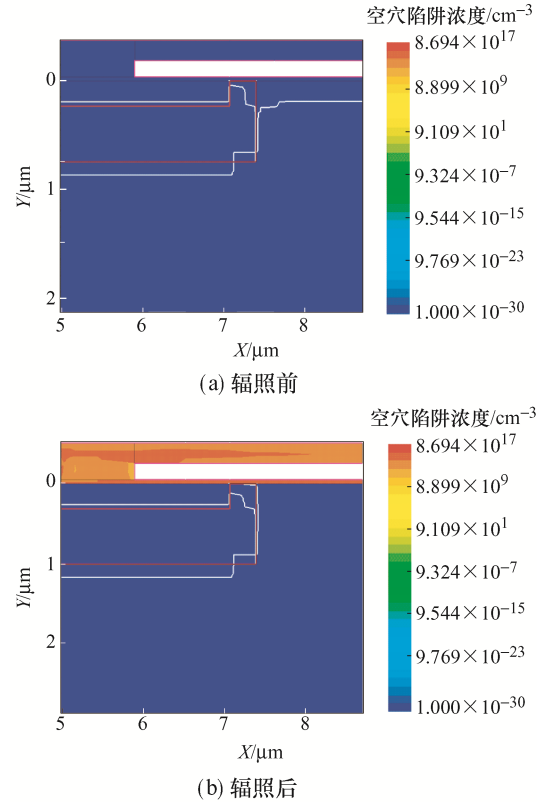 空穴陷阱浓度/cm⁻³
8.694×10¹⁷
8.899×10⁹
9.109×10¹
9.324×10⁻⁷
9.544×10⁻¹⁵
9.769×10⁻²³
1.000×10⁻³⁰
0
1
2
Y/μm
5 6 7 8
X/μm
(a) 辐照前
空穴陷阱浓度/cm⁻³
8.694×10¹⁷
8.899×10⁹
9.109×10¹
9.324×10⁻⁷
9.544×10⁻¹⁵
9.769×10⁻²³
1.000×10⁻³⁰
0
1
2
Y/μm
5 6 7 8
X/μm
(b) 辐照后